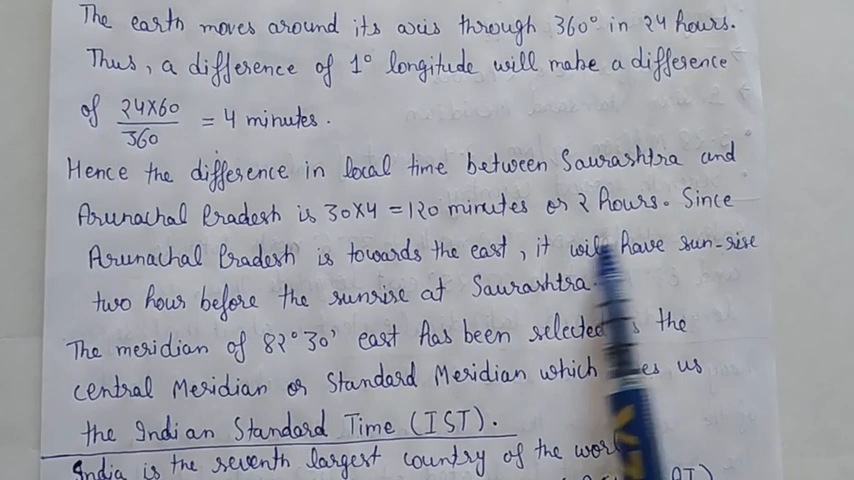 The earth moves around its axis through 360° in 24 hours.
Thus, a difference of 1° longitude will make a difference
of 24X60/360 = 4 minutes.
Hence the difference in local time between Saurashtra and
Arunachal Pradesh is 30X4 = 120 minutes or 2 hours. Since
Arunachal Pradesh is towards the east, it will have sun-rise
two hour before the sunrise at Saurashtra.
The meridian of 82°30' east has been selected the
central Meridian or Standard Meridian which us
the Indian Standard Time (IST).
India is the seventh largest country of the